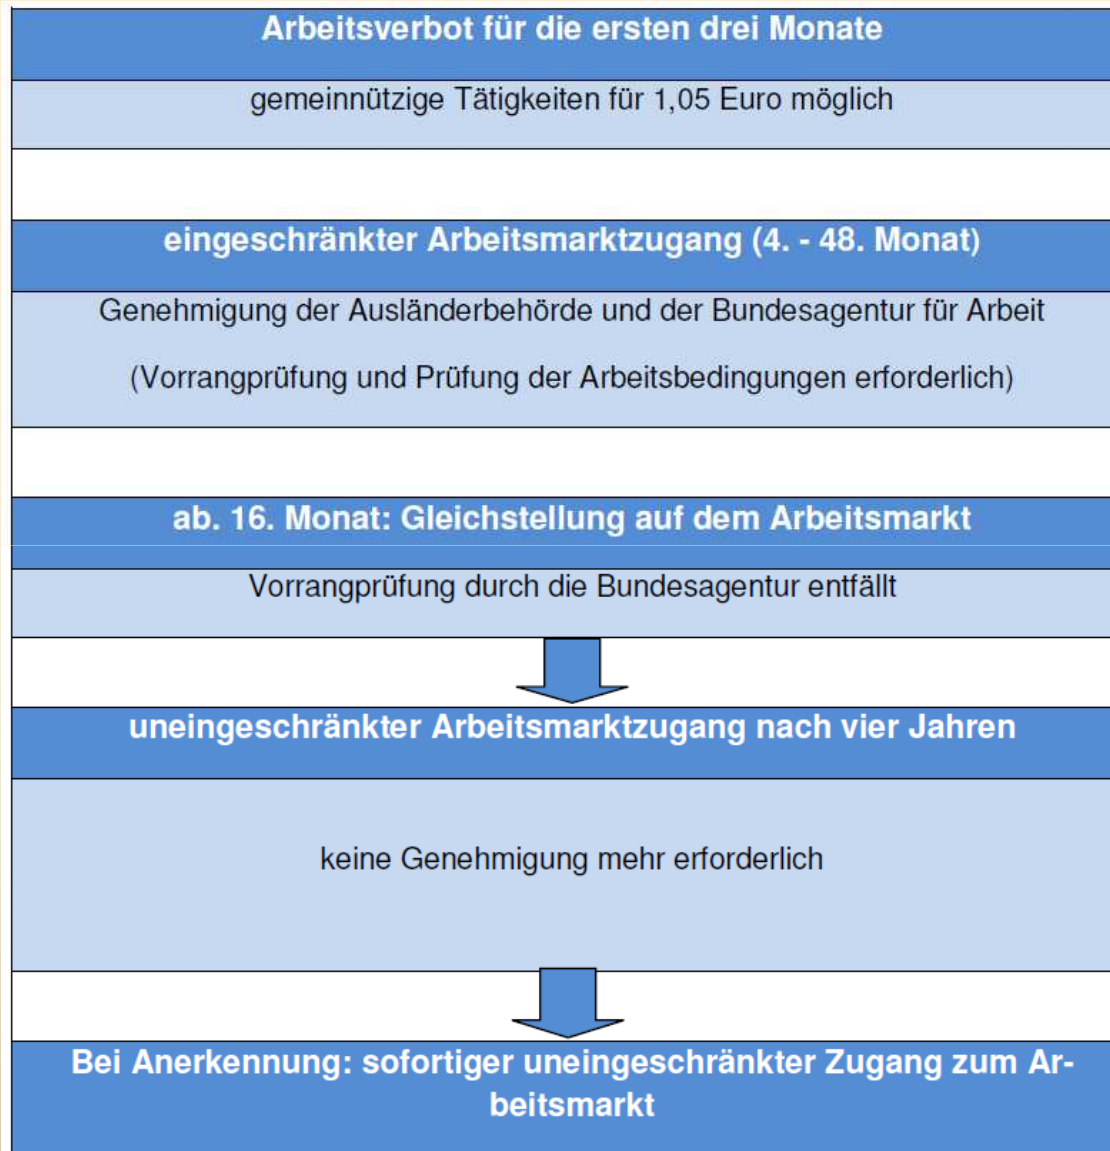 Arbeitsverbot für die ersten drei Monate
gemeinnützige Tätigkeiten für 1,05 Euro möglich
eingeschränkter Arbeitsmarktzugang (4. - 48. Monat)
Genehmigung der Ausländerbehörde und der Bundesagentur für Arbeit
(Vorrangprüfung und Prüfung der Arbeitsbedingungen erforderlich)
ab. 16. Monat: Gleichstellung auf dem Arbeitsmarkt
Vorrangprüfung durch die Bundesagentur entfällt
uneingeschränkter Arbeitsmarktzugang nach vier Jahren
keine Genehmigung mehr erforderlich
Bei Anerkennung: sofortiger uneingeschränkter Zugang zum Ar-
beitsmarkt